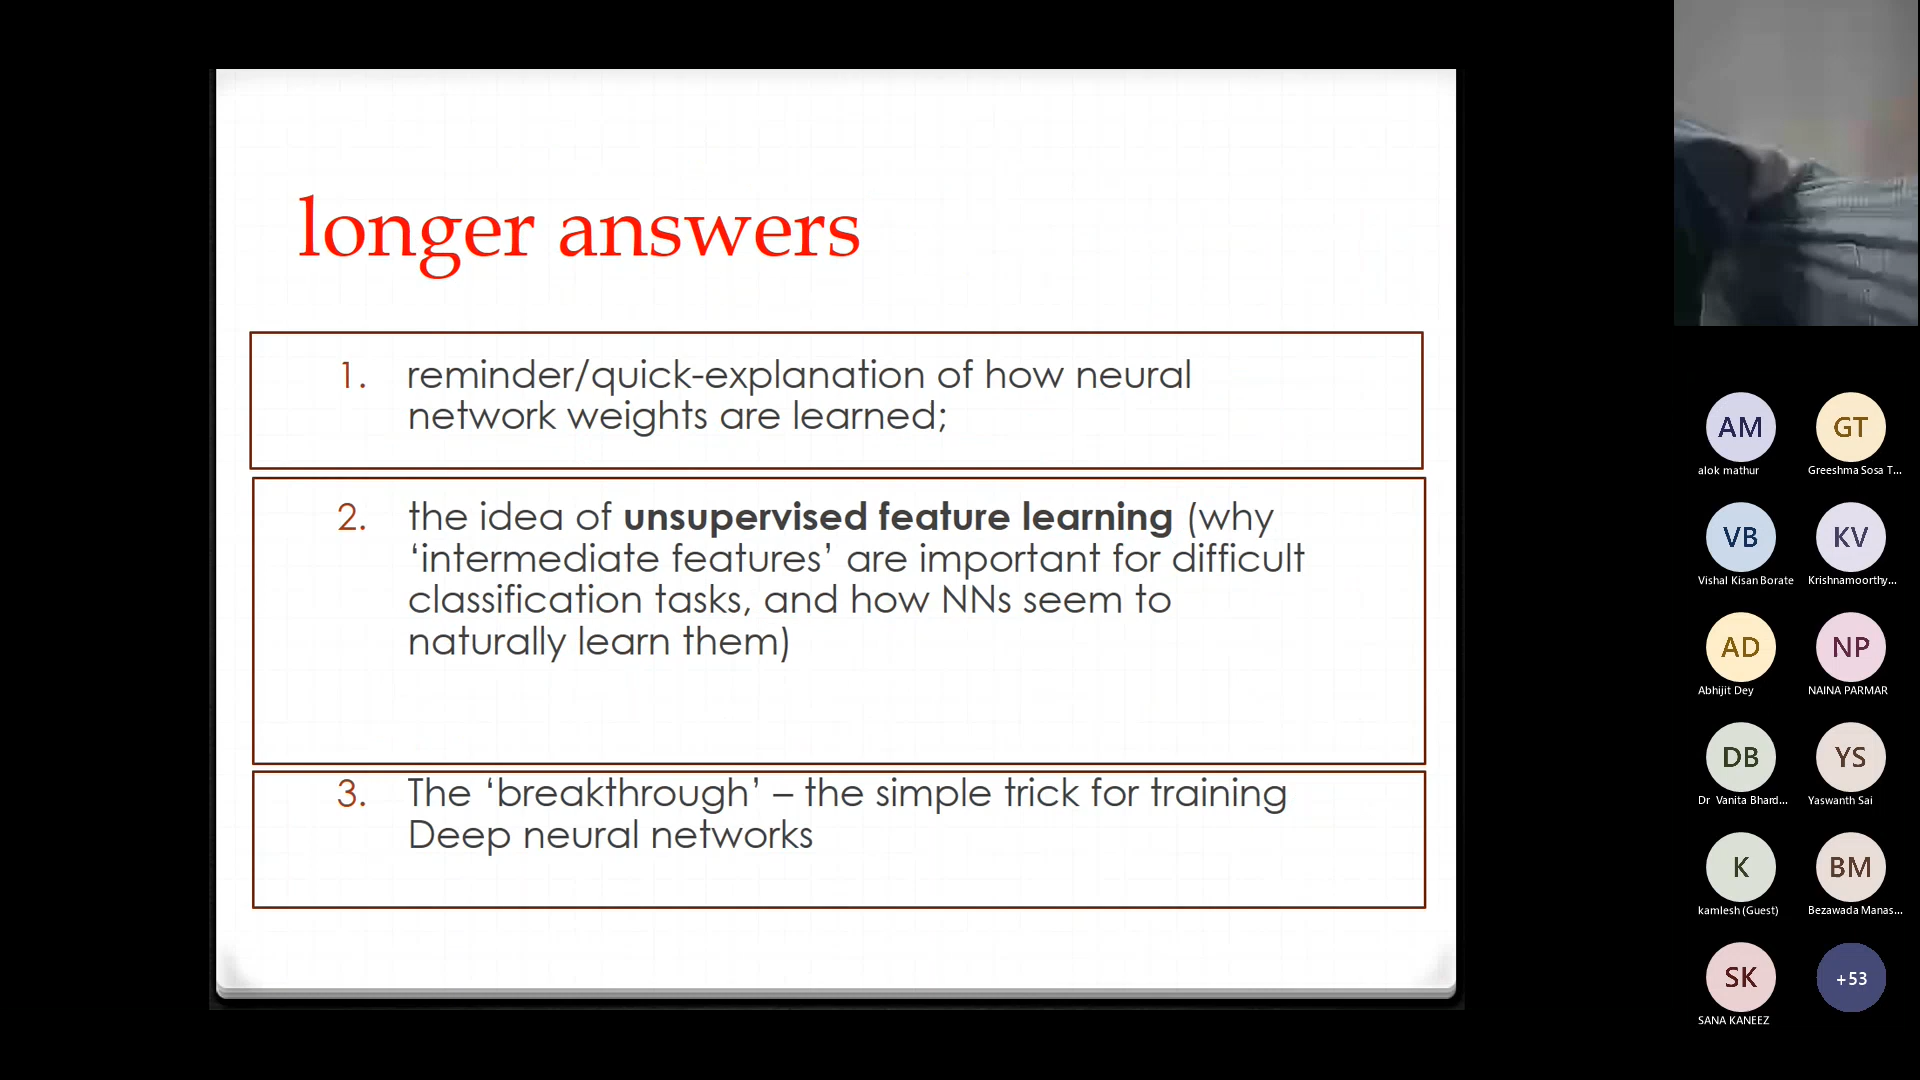 longer answers
1. reminder/quick-explanation of how neural
network weights are learned;
2. the idea of unsupervised feature learning (why
‘intermediate features’ are important for difficult
classification tasks, and how NNs seem to
naturally learn them)
3. The ‘breakthrough’ – the simple trick for training
Deep neural networks
AM GT
alok mathur Greeshma Sosa T...
VB KV
Vishal Kisan Borate Krishnamoorthy...
AD NP
Abhijit Dey NAINA PARMAR
DB YS
Dr Vanita Bhard... Yaswanth Sai
K BM
kamlesh (Guest) Bezawada Manas...
SK +53
SANA KANEEZ